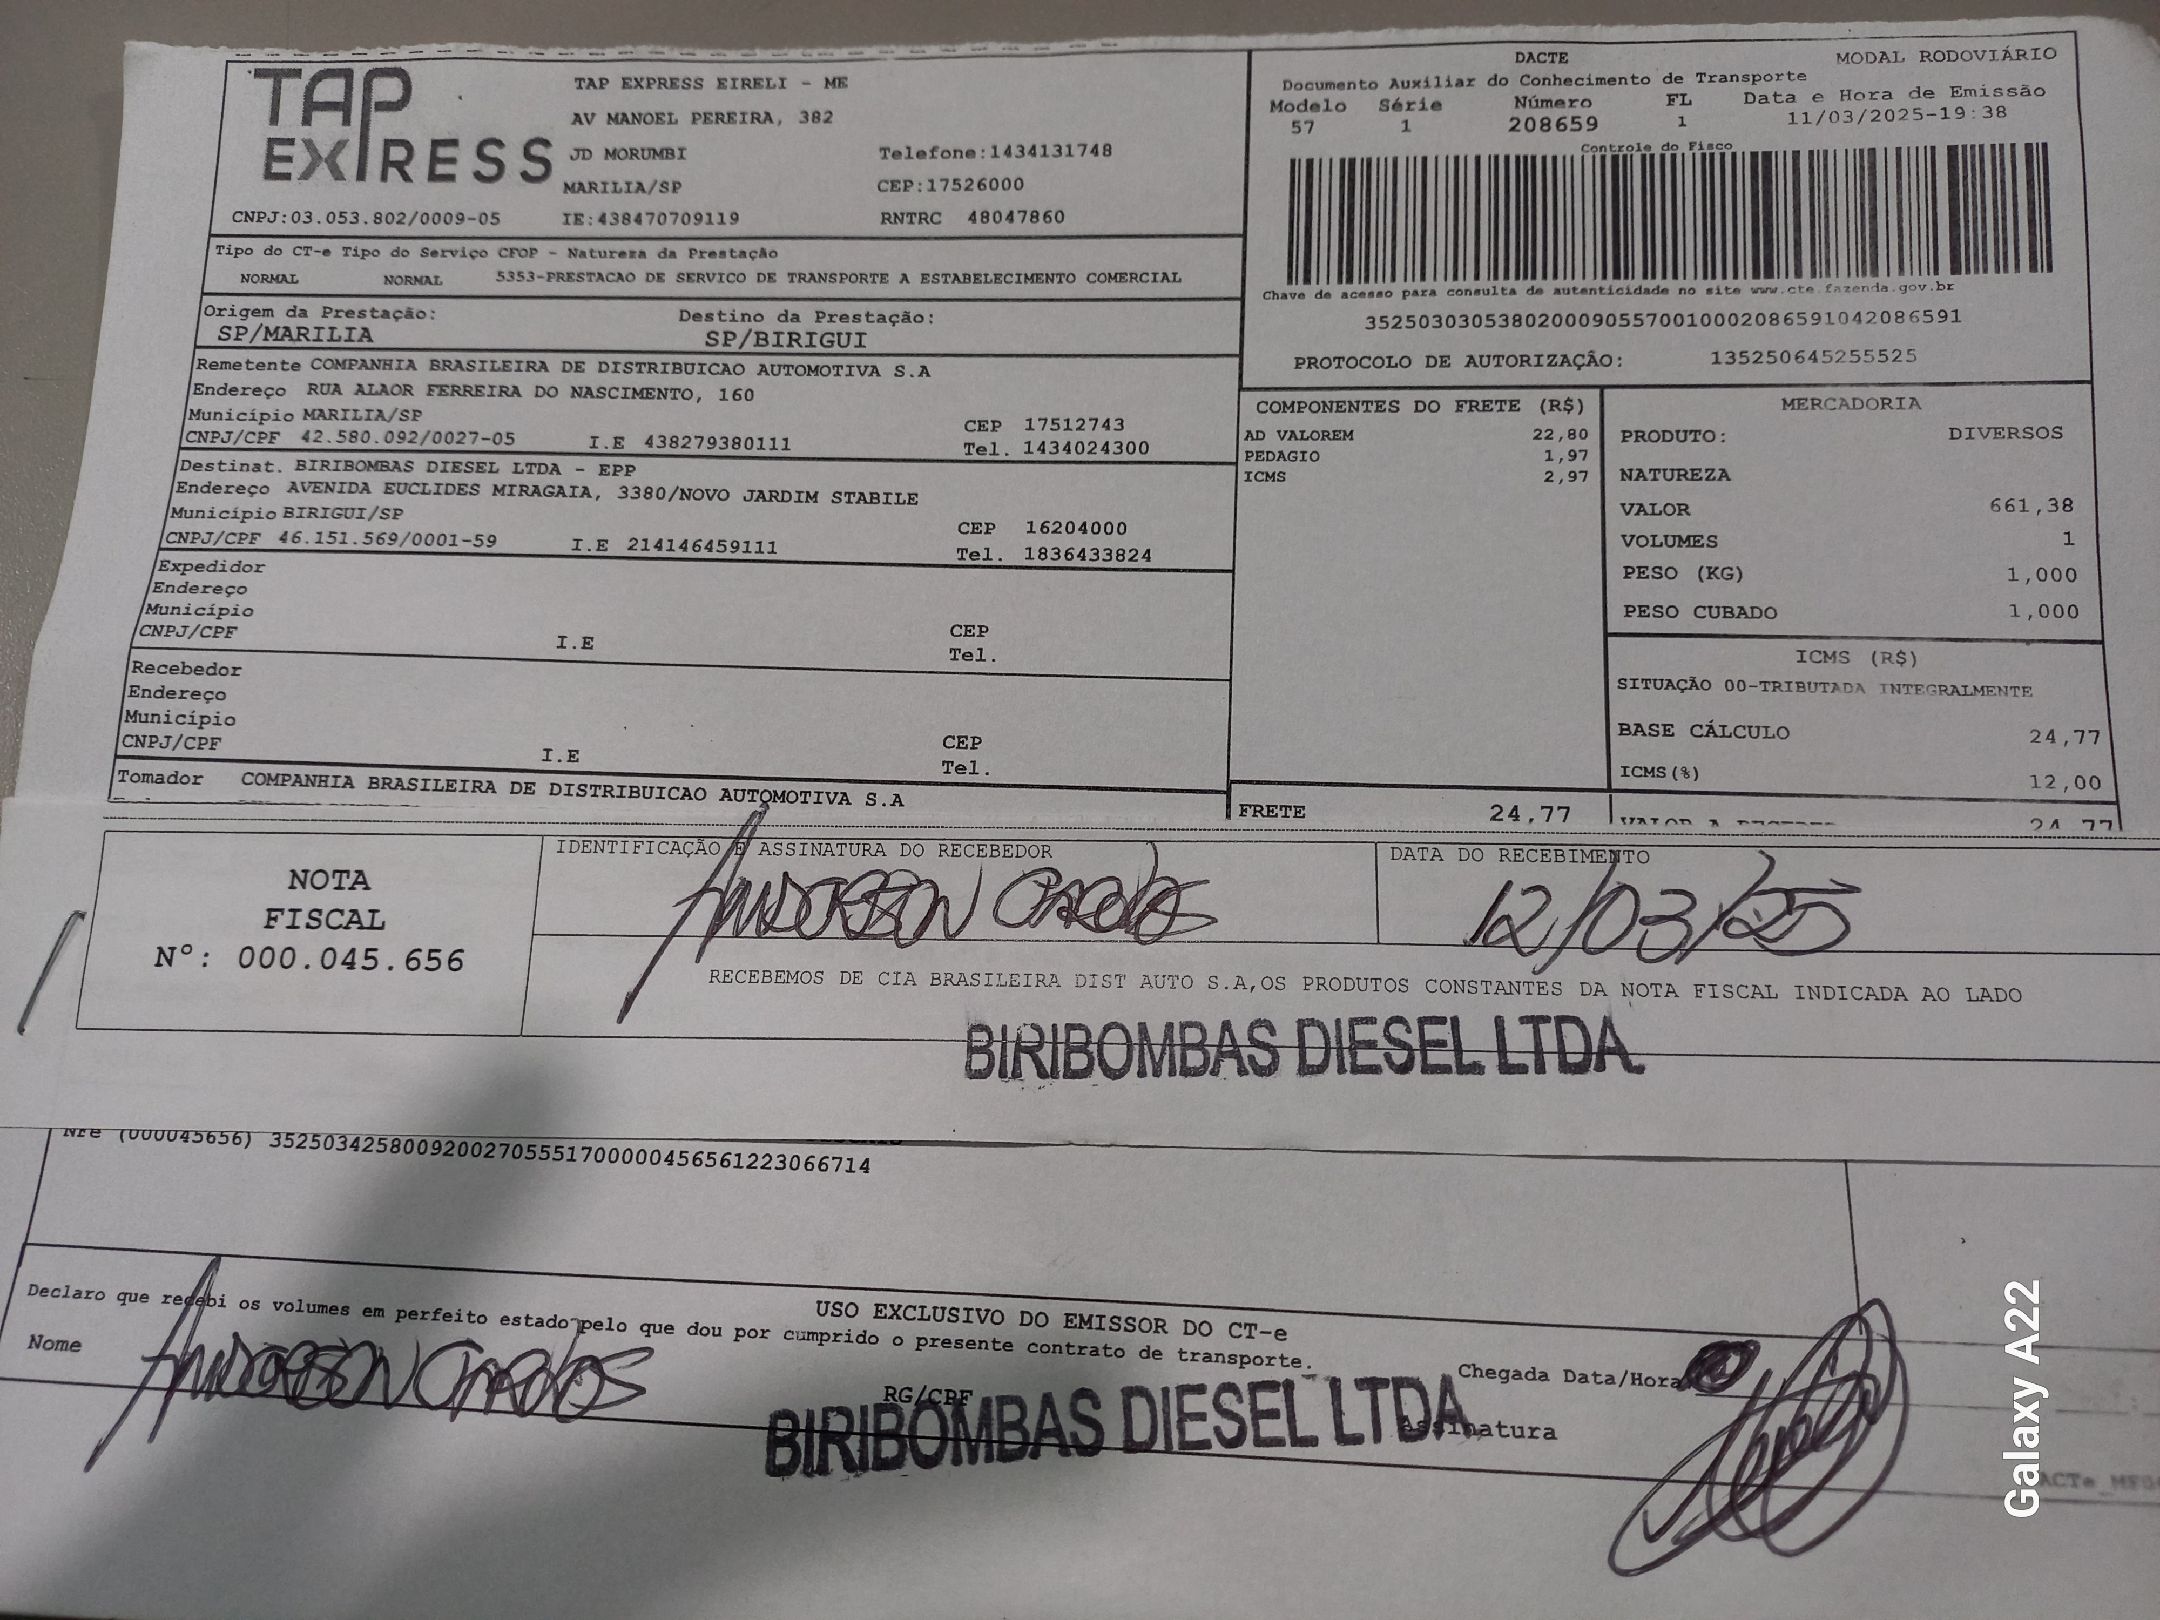 TAP EXPRESS
TAP EXPRESS EIRELI - ME
AV MANOEL PEREIRA, 382
JD MORUMBI Telefone:1434131748
MARILIA/SP CEP:17526000
CNPJ:03.053.802/0009-05 IE:438470709119 RNTRC 48047860
DACTE MODAL RODOVIÁRIO
Documento Auxiliar do Conhecimento de Transporte
Modelo Série Número FL Data e Hora de Emissão
57 1 208659 1 11/03/2025-19:38
Controle do Fisco
Chave de acesso para consulta de autenticidade no site www.cte.fazenda.gov.br
35250303053802000905570010002086591042086591
PROTOCOLO DE AUTORIZAÇÃO: 135250645255525
Tipo do CT-e Tipo do Serviço CFOP - Natureza da Prestação
NORMAL NORMAL 5353-PRESTACAO DE SERVICO DE TRANSPORTE A ESTABELECIMENTO COMERCIAL
Origem da Prestação: Destino da Prestação:
SP/MARILIA SP/BIRIGUI
Remetente COMPANHIA BRASILEIRA DE DISTRIBUICAO AUTOMOTIVA S.A
Endereço RUA ALAOR FERREIRA DO NASCIMENTO, 160
Município MARILIA/SP CEP 17512743
CNPJ/CPF 42.580.092/0027-05 I.E 438279380111 Tel. 1434024300
Destinat. BIRIBOMBAS DIESEL LTDA - EPP
Endereço AVENIDA EUCLIDES MIRAGAIA, 3380/NOVO JARDIM STABILE
Município BIRIGUI/SP CEP 16204000
CNPJ/CPF 46.151.569/0001-59 I.E 214146459111 Tel. 1836433824
Expedidor
Endereço
Município
CNPJ/CPF I.E CEP
Tel.
Recebedor
Endereço
Município
CNPJ/CPF I.E CEP
Tel.
Tomador COMPANHIA BRASILEIRA DE DISTRIBUICAO AUTOMOTIVA S.A
COMPONENTES DO FRETE (R$)
AD VALOREM 22,80
PEDAGIO 1,97
ICMS 2,97
FRETE 24,77
MERCADORIA
PRODUTO: DIVERSOS
NATUREZA
VALOR 661,38
VOLUMES 1
PESO (KG) 1,000
PESO CUBADO 1,000
ICMS (R$)
SITUAÇÃO 00-TRIBUTADA INTEGRALMENTE
BASE CÁLCULO 24,77
ICMS(%) 12,00
VALOR A 24,77
NOTA
FISCAL
Nº: 000.045.656
IDENTIFICAÇÃO E ASSINATURA DO RECEBEDOR DATA DO RECEBIMENTO
ANDERSON CARLOS 12/03/25
RECEBEMOS DE CIA BRASILEIRA DIST AUTO S.A,OS PRODUTOS CONSTANTES DA NOTA FISCAL INDICADA AO LADO
BIRIBOMBAS DIESEL LTDA.
NFe (000045656) 35250342580092002705551700000456561223066714
USO EXCLUSIVO DO EMISSOR DO CT-e
Declaro que recebi os volumes em perfeito estado pelo que dou por cumprido o presente contrato de transporte.
Nome ANDERSON CARLOS RG/CPF Chegada Data/Hora
BIRIBOMBAS DIESEL LTDA Assinatura
Galaxy A22